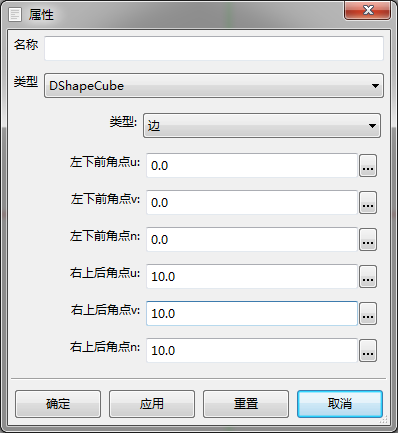 属性
名称
类型 DShapeCube
类型: 边
左下前角点u: 0.0 ...
左下前角点v: 0.0 ...
左下前角点n: 0.0 ...
右上后角点u: 10.0 ...
右上后角点v: 10.0 ...
右上后角点n: 10.0 ...
确定 应用 重置 取消